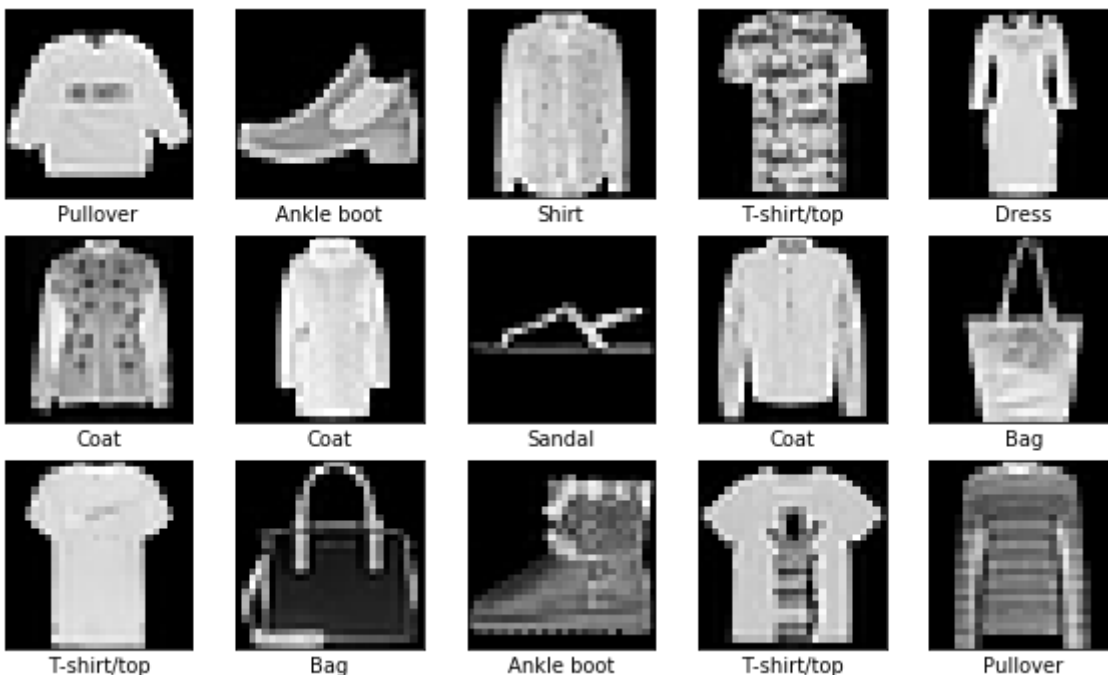 Pullover Ankle boot Shirt T-shirt/top Dress
Coat Coat Sandal Coat Bag
T-shirt/top Bag Ankle boot T-shirt/top Pullover